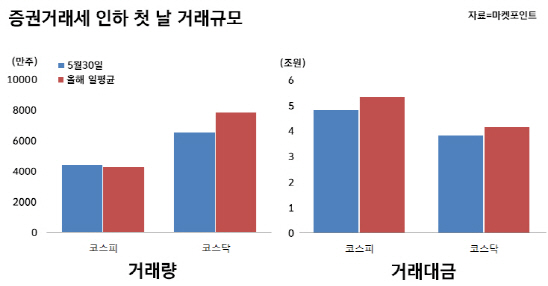 증권거래세 인하 첫 날 거래규모
자료=마켓포인트
(만주)
5월30일
올해 일평균
10000
8000
6000
4000
2000
0
코스피
코스닥
거래량
(조원)
6
5
4
3
2
1
0
코스피
코스닥
거래대금